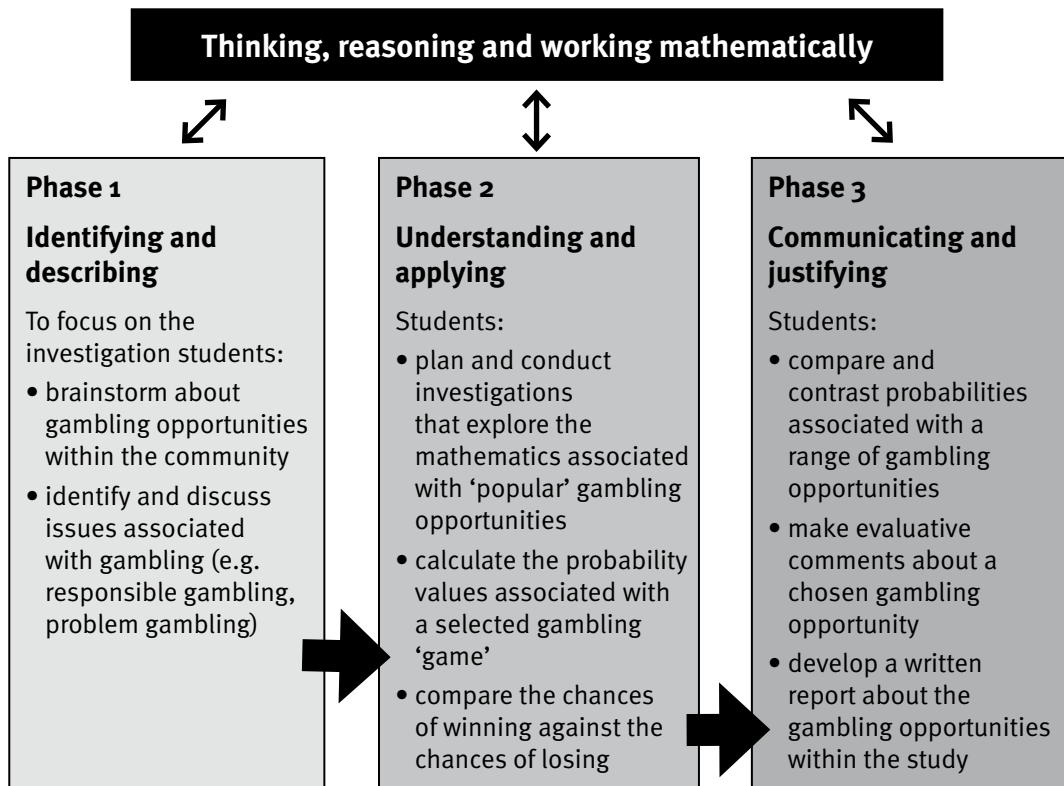 Thinking, reasoning and working mathematically
Phase 1
Identifying and
describing
To focus on the
investigation students:
• brainstorm about
gambling opportunities
within the community
• identify and discuss
issues associated
with gambling (e.g.
responsible gambling,
problem gambling)
Phase 2
Understanding and
applying
Students:
• plan and conduct
investigations
that explore the
mathematics associated
with ‘popular’ gambling
opportunities
• calculate the probability
values associated with
a selected gambling
‘game’
• compare the chances
of winning against the
chances of losing
Phase 3
Communicating and
justifying
Students:
• compare and
contrast probabilities
associated with a
range of gambling
opportunities
• make evaluative
comments about a
chosen gambling
opportunity
• develop a written
report about the
gambling opportunities
within the study